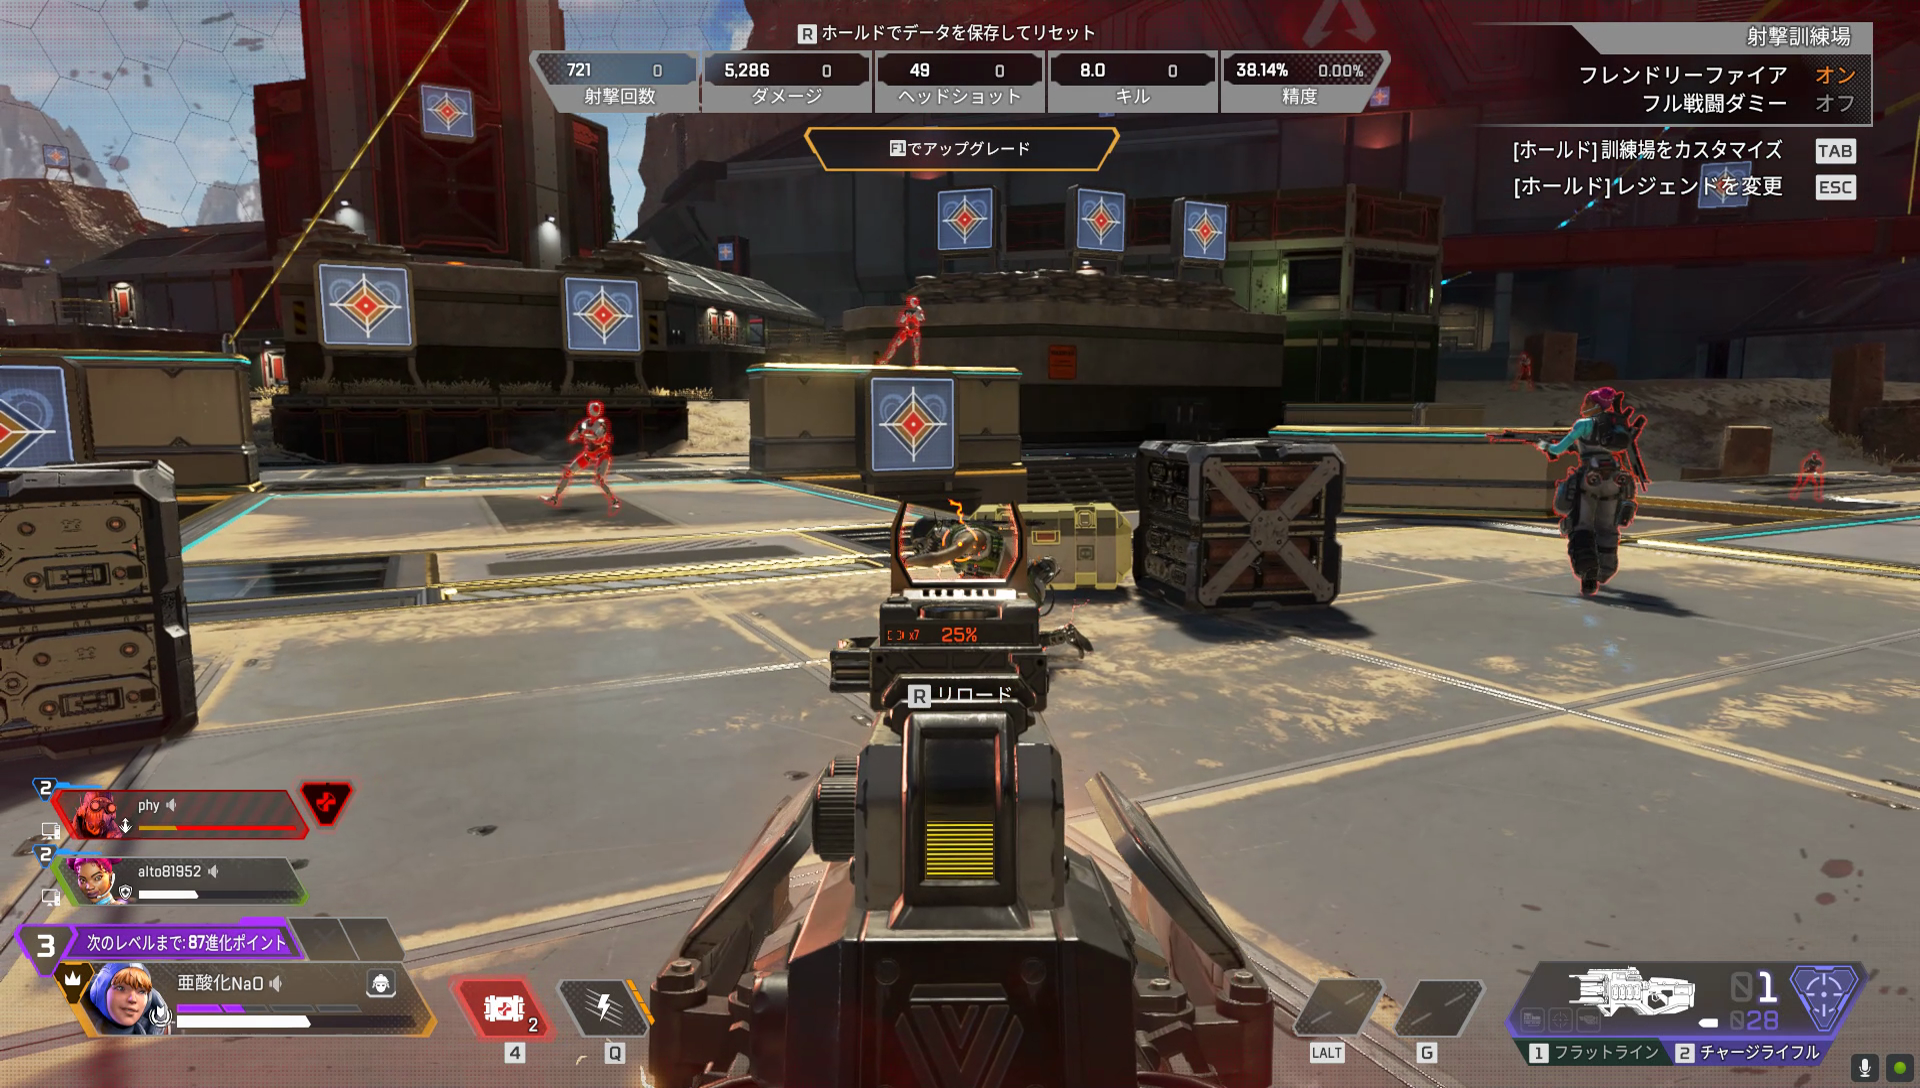 R ホールドでデータを保存してリセット
721 0 5,286 0 49 0 8.0 0 38.14% 0.00%
射撃回数 ダメージ ヘッドショット キル 精度
F1でアップグレード
射撃訓練場
フレンドリーファイア オン
フル戦闘ダミー オフ
[ホールド]訓練場をカスタマイズ TAB
[ホールド]レジェンドを変更 ESC
x7 25%
R リロード
2
phy
2
alto81952
3 次のレベルまで:87進化ポイント
亜酸化NaO
2
4 Q
LALT G
01
028
1 フラットライン 2 チャージライフル